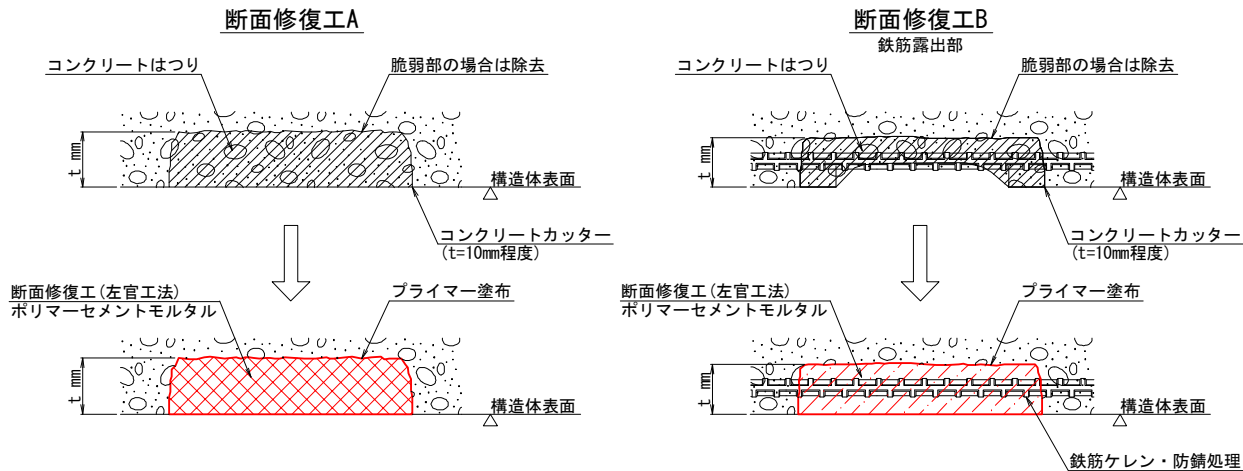 断面修復工A
コンクリートはつり
脆弱部の場合は除去
t mm
構造体表面
コンクリートカッター
(t=10mm程度)
断面修復工(左官工法)
ポリマーセメントモルタル
プライマー塗布
t mm
構造体表面
断面修復工B
鉄筋露出部
コンクリートはつり
脆弱部の場合は除去
t mm
構造体表面
コンクリートカッター
(t=10mm程度)
断面修復工(左官工法)
ポリマーセメントモルタル
プライマー塗布
t mm
構造体表面
鉄筋ケレン・防錆処理